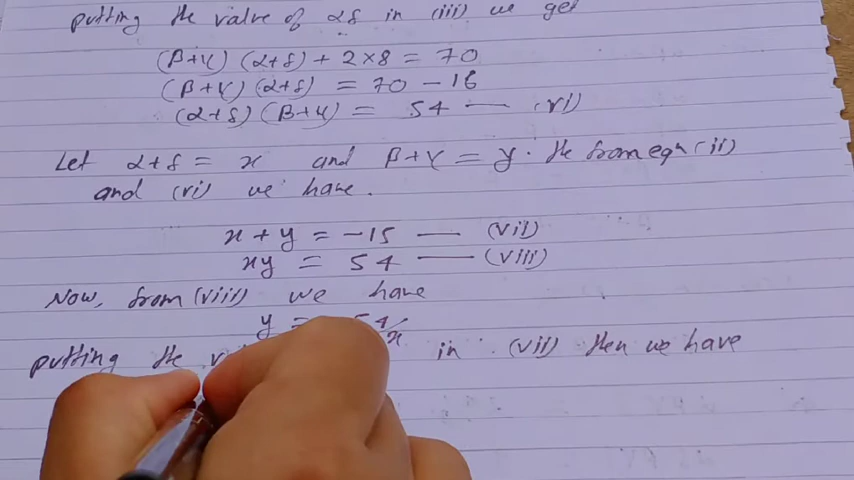 putting the value of αδ in (iii) we get
(β+γ) (α+δ) + 2×8 = 70
(β+γ) (α+δ) = 70 - 16
(α+δ) (β+γ) = 54 — (vi)
Let α+δ = x and β+γ = y. The from eqn (ii)
and (vi) we have.
x + y = -15 — (vii)
xy = 54 — (viii)
Now, from (viii) we have
y = 54/x
putting the in (vii) then we have